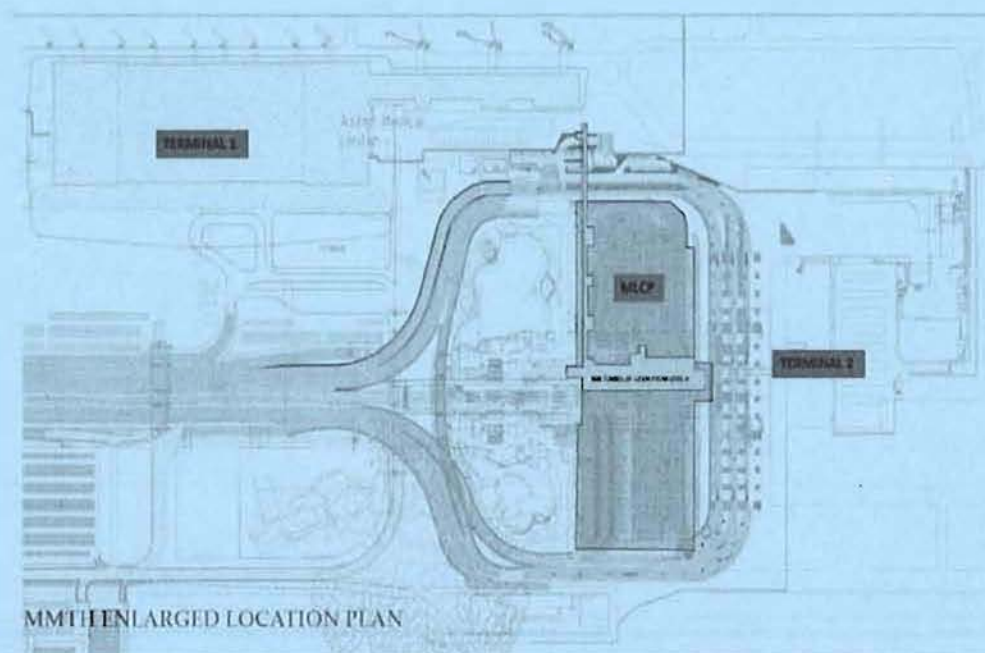 TERMINAL 1
MLCP
TERMINAL 2
MMTH ENLARGED LOCATION PLAN